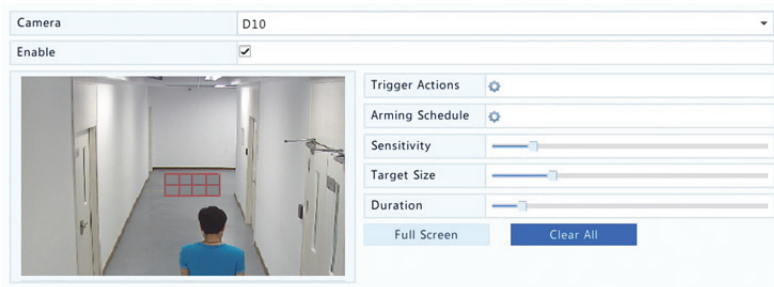 Camera D10
Enable
Trigger Actions
Arming Schedule
Sensitivity
Target Size
Duration
Full Screen Clear All